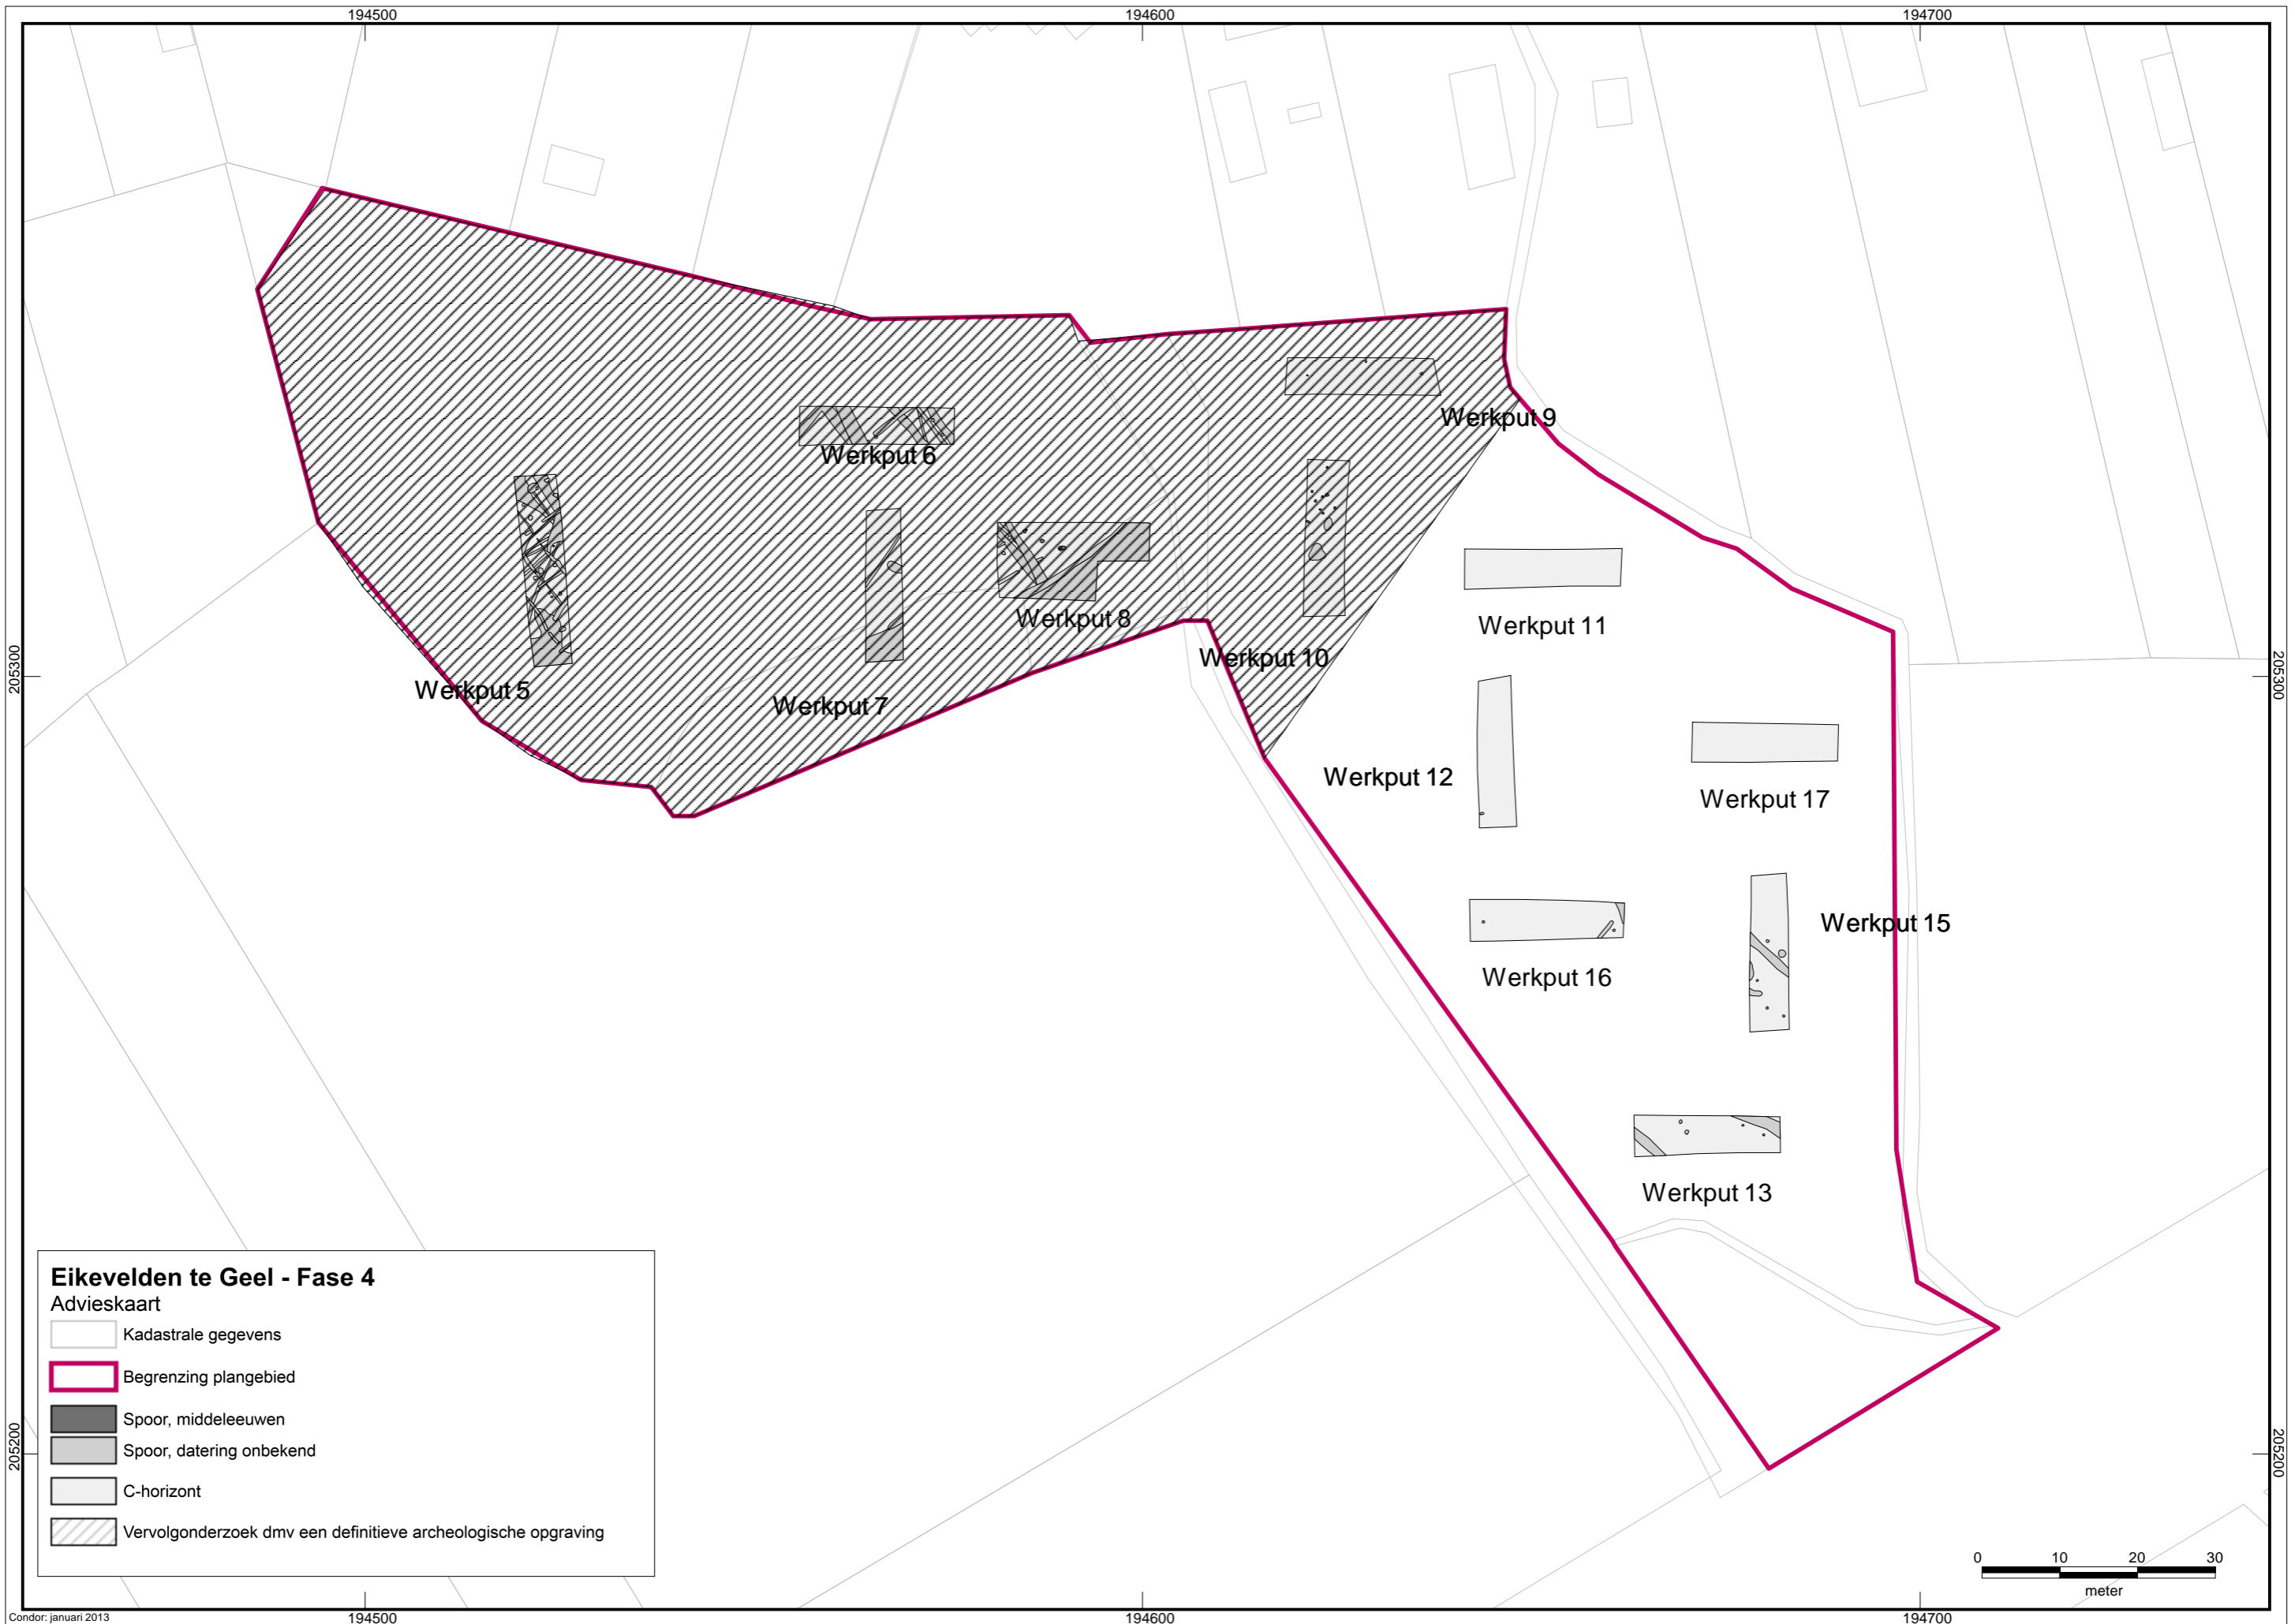 194500
194600
194700
Werkput 9
Werkput 6
Werkput 8
Werkput 11
Werkput 10
205300
205300
Werkput 5
Werkput 7
Werkput 12
Werkput 17
Werkput 15
Werkput 16
Werkput 13
Eikevelden te Geel - Fase 4
Advieskaart
Kadastrale gegevens
Begrenzing plangebied
Spoor, middeleeuwen
Spoor, datering onbekend
C-horizont
Vervolgonderzoek dmv een definitieve archeologische opgraving
205200
205200
0 10 20 30
meter
Condor: januari 2013
194500
194600
194700